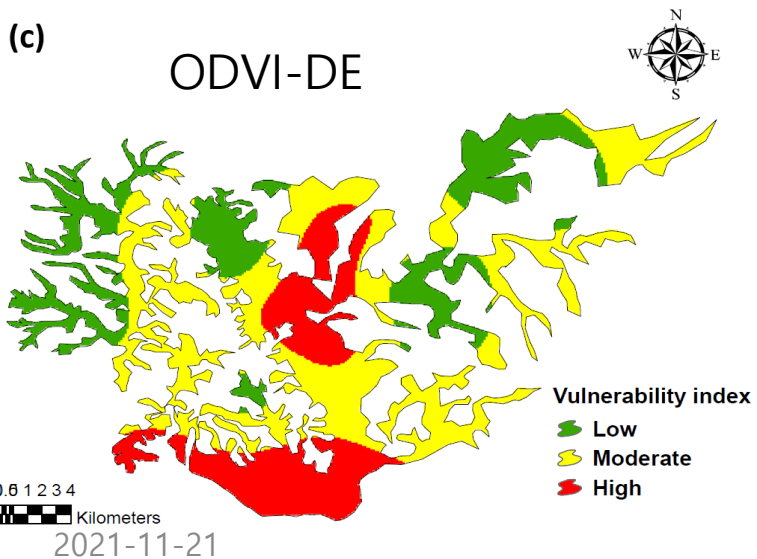 (c)
ODVI-DE
N
W
E
S
Vulnerability index
Low
Moderate
High
1 2 3 4
Kilometers
2021-11-21